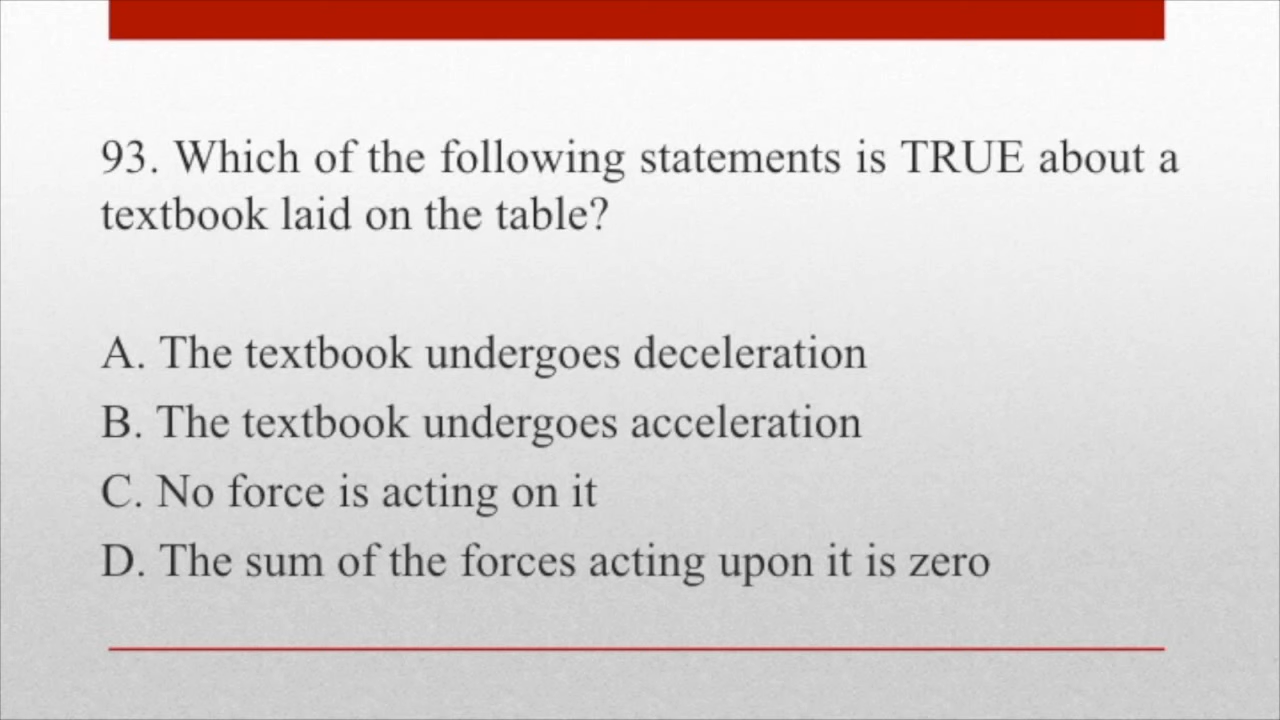 93. Which of the following statements is TRUE about a
textbook laid on the table?
A. The textbook undergoes deceleration
B. The textbook undergoes acceleration
C. No force is acting on it
D. The sum of the forces acting upon it is zero